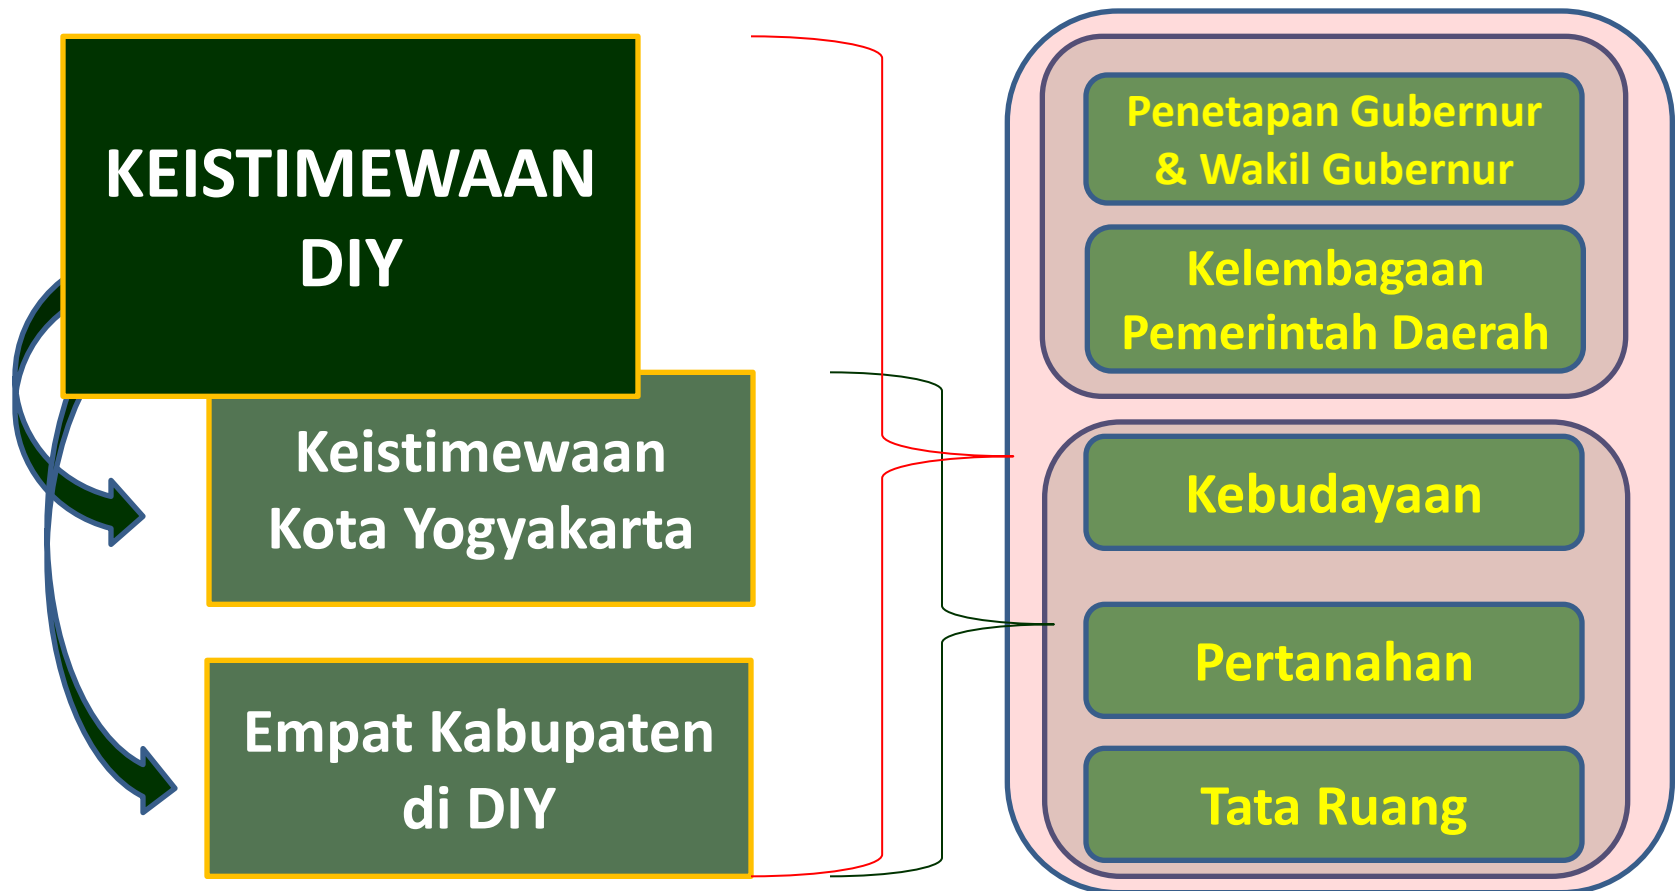 KEISTIMEWAAN
DIY
Keistimewaan
Kota Yogyakarta
Empat Kabupaten
di DIY
Penetapan Gubernur
& Wakil Gubernur
Kelembagaan
Pemerintah Daerah
Kebudayaan
Pertanahan
Tata Ruang